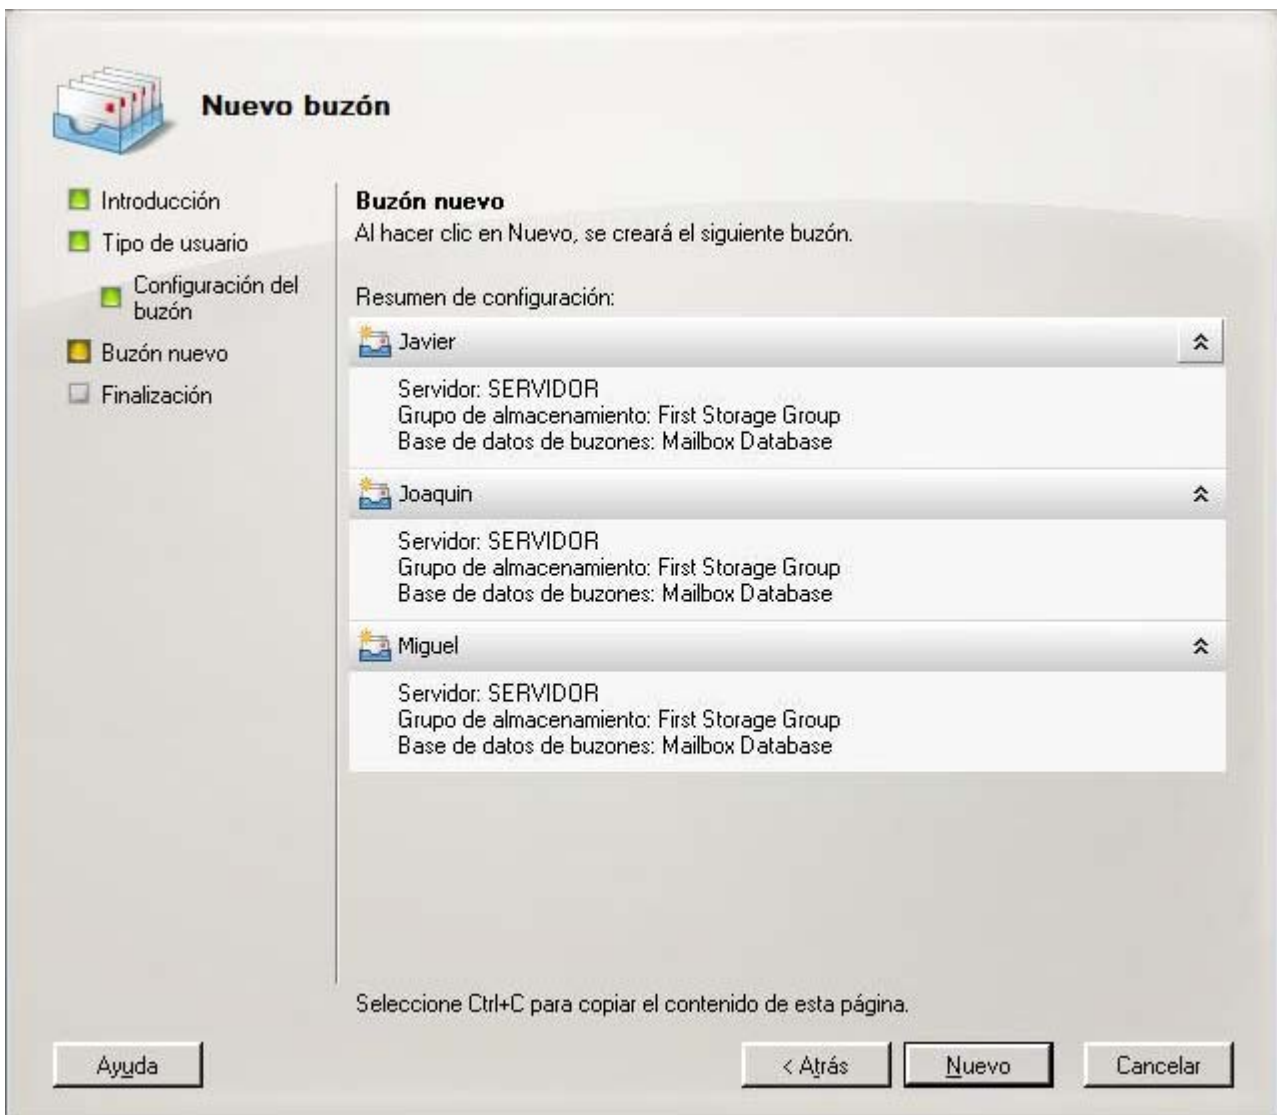 Nuevo buzón
Introducción
Tipo de usuario
Configuración del
buzón
Buzón nuevo
Finalización
Buzón nuevo
Al hacer clic en Nuevo, se creará el siguiente buzón.
Resumen de configuración:
Javier
Servidor: SERVIDOR
Grupo de almacenamiento: First Storage Group
Base de datos de buzones: Mailbox Database
Joaquin
Servidor: SERVIDOR
Grupo de almacenamiento: First Storage Group
Base de datos de buzones: Mailbox Database
Miguel
Servidor: SERVIDOR
Grupo de almacenamiento: First Storage Group
Base de datos de buzones: Mailbox Database
Seleccione Ctrl+C para copiar el contenido de esta página.
Ayuda
< Atrás
Nuevo
Cancelar